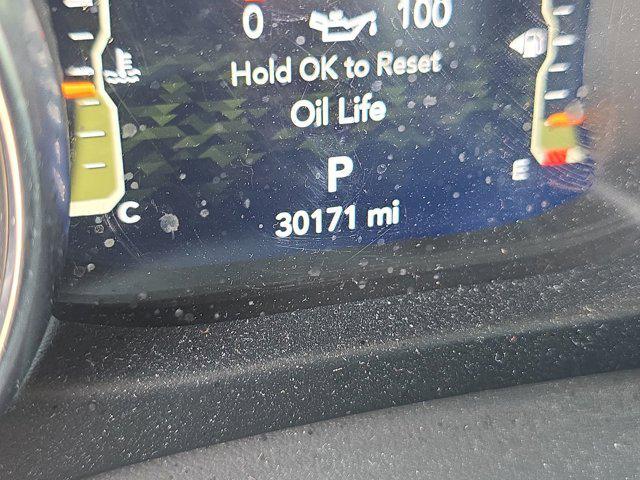 0 100
Hold OK to Reset
Oil Life
P
E
C
30171 mi